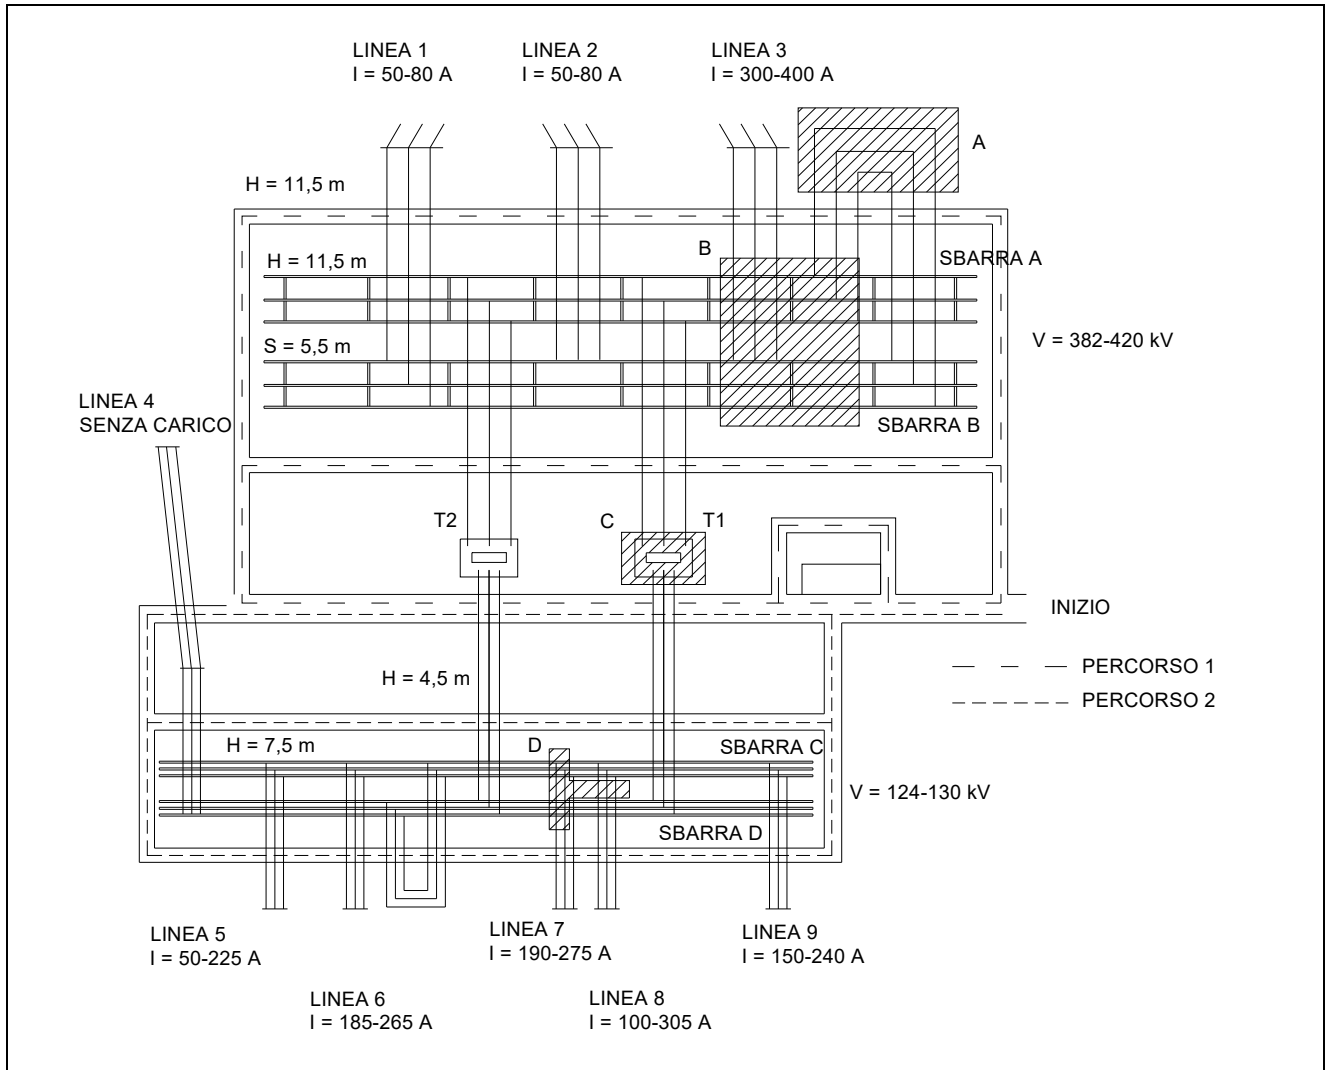 LINEA 1
I = 50-80 A
LINEA 2
I = 50-80 A
LINEA 3
I = 300-400 A
A
H = 11,5 m
B
H = 11,5 m
SBARRA A
S = 5,5 m
V = 382-420 kV
LINEA 4
SENZA CARICO
SBARRA B
T2
C
T1
INIZIO
H = 4,5 m
PERCORSO 1
PERCORSO 2
H = 7,5 m
D
SBARRA C
V = 124-130 kV
SBARRA D
LINEA 5
I = 50-225 A
LINEA 7
I = 190-275 A
LINEA 9
I = 150-240 A
LINEA 6
I = 185-265 A
LINEA 8
I = 100-305 A